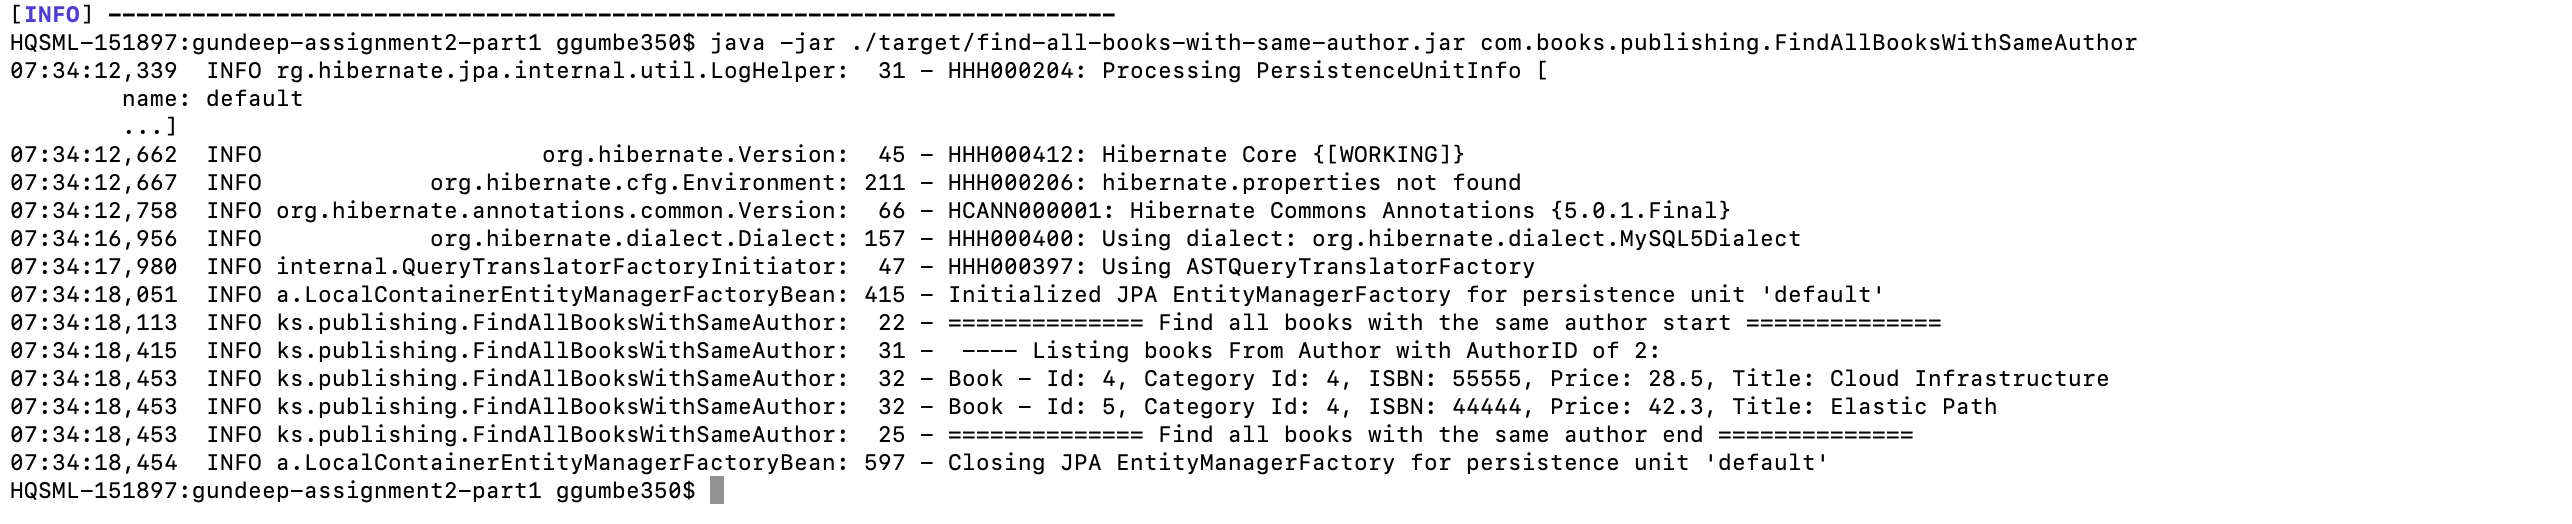 [INFO] ------------------------------------------------------------------------
HQSML-151897:gundeep-assignment2-part1 ggumbe350$ java -jar ./target/find-all-books-with-same-author.jar com.books.publishing.FindAllBooksWithSameAuthor
07:34:12,339  INFO rg.hibernate.jpa.internal.util.LogHelper:  31 - HHH000204: Processing PersistenceUnitInfo [
        name: default
        ...]
07:34:12,662  INFO                    org.hibernate.Version:  45 - HHH000412: Hibernate Core {[WORKING]}
07:34:12,667  INFO            org.hibernate.cfg.Environment: 211 - HHH000206: hibernate.properties not found
07:34:12,758  INFO org.hibernate.annotations.common.Version:  66 - HCANN000001: Hibernate Commons Annotations {5.0.1.Final}
07:34:16,956  INFO            org.hibernate.dialect.Dialect: 157 - HHH000400: Using dialect: org.hibernate.dialect.MySQL5Dialect
07:34:17,980  INFO internal.QueryTranslatorFactoryInitiator:  47 - HHH000397: Using ASTQueryTranslatorFactory
07:34:18,051  INFO a.LocalContainerEntityManagerFactoryBean: 415 - Initialized JPA EntityManagerFactory for persistence unit 'default'
07:34:18,113  INFO ks.publishing.FindAllBooksWithSameAuthor:  22 - ============== Find all books with the same author start ==============
07:34:18,415  INFO ks.publishing.FindAllBooksWithSameAuthor:  31 -  ---- Listing books From Author with AuthorID of 2:
07:34:18,453  INFO ks.publishing.FindAllBooksWithSameAuthor:  32 - Book - Id: 4, Category Id: 4, ISBN: 55555, Price: 28.5, Title: Cloud Infrastructure
07:34:18,453  INFO ks.publishing.FindAllBooksWithSameAuthor:  32 - Book - Id: 5, Category Id: 4, ISBN: 44444, Price: 42.3, Title: Elastic Path
07:34:18,453  INFO ks.publishing.FindAllBooksWithSameAuthor:  25 - ============== Find all books with the same author end ==============
07:34:18,454  INFO a.LocalContainerEntityManagerFactoryBean: 597 - Closing JPA EntityManagerFactory for persistence unit 'default'
HQSML-151897:gundeep-assignment2-part1 ggumbe350$